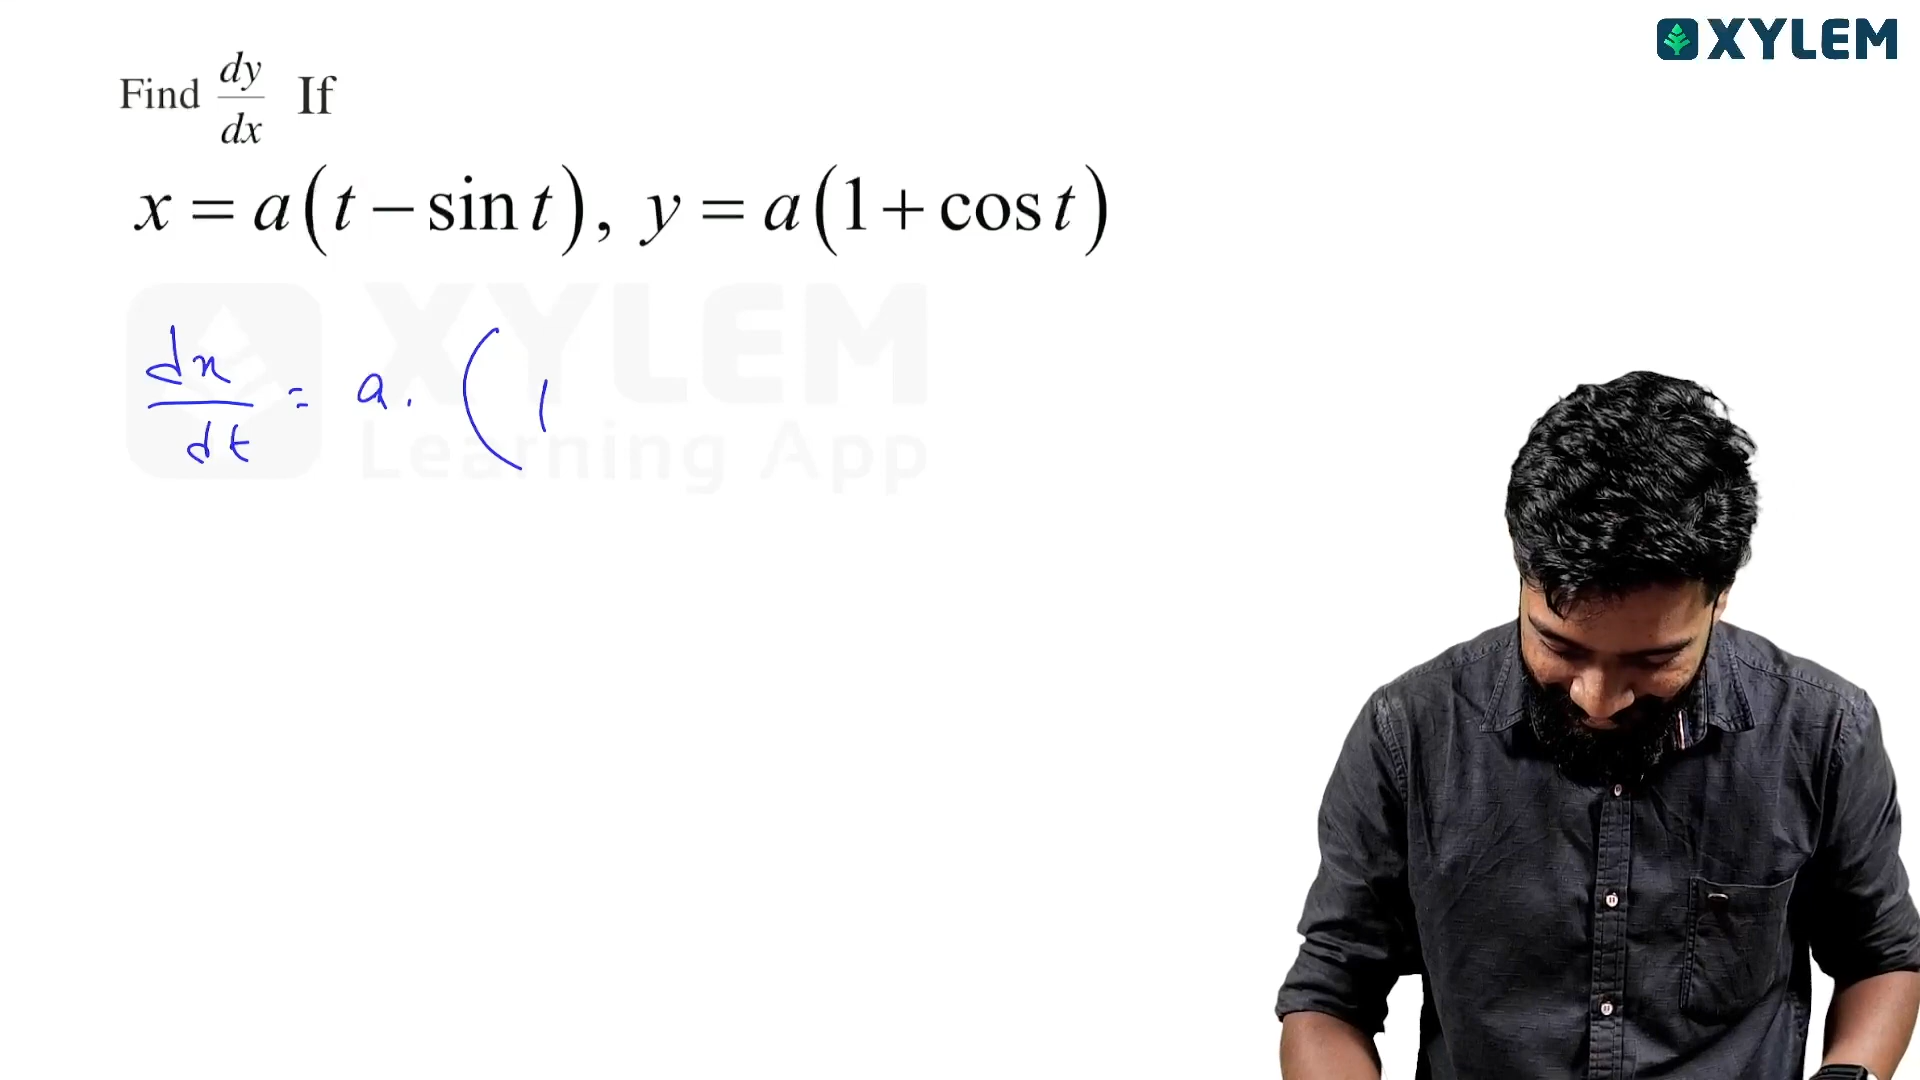 XYLEM
Find dy/dx If
x = a(t − sin t), y = a(1 + cos t)
XYLEM
Learning App
dx/dt = a. ( 1